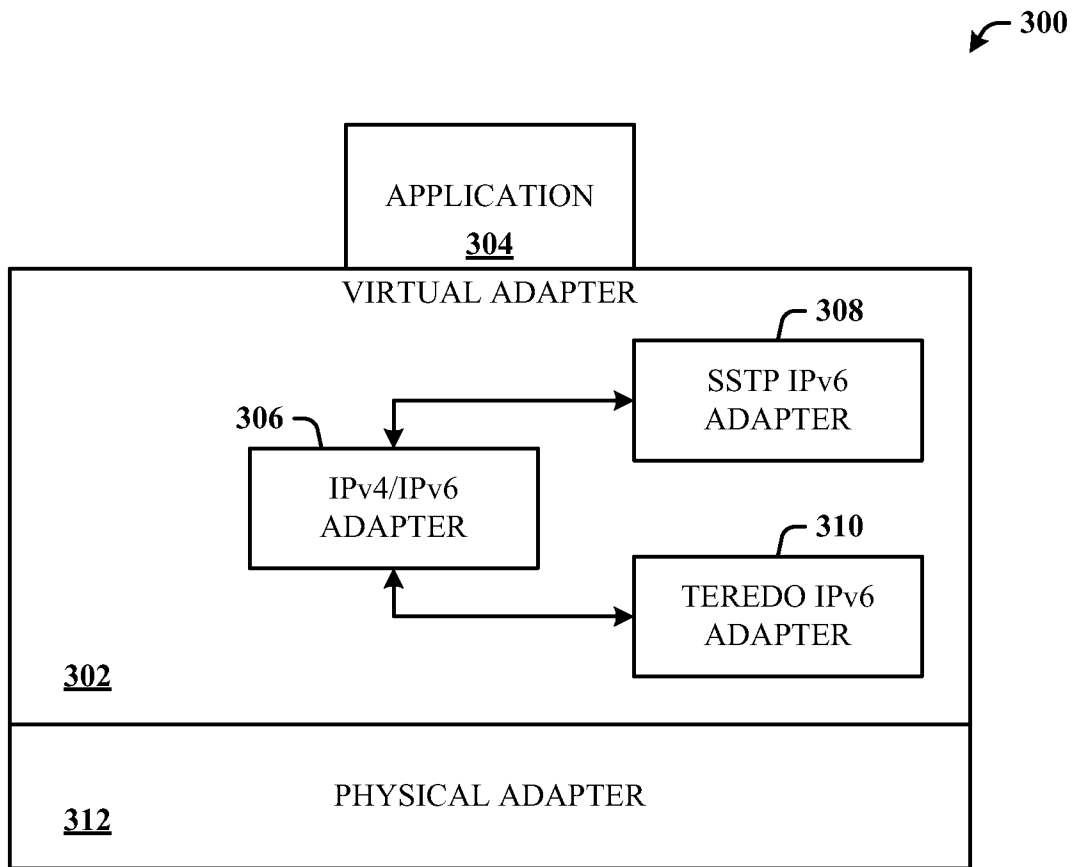 300
APPLICATION
304
VIRTUAL ADAPTER
308
SSTP IPv6
ADAPTER
306
IPv4/IPv6
ADAPTER
310
TEREDO IPv6
ADAPTER
302
PHYSICAL ADAPTER
312